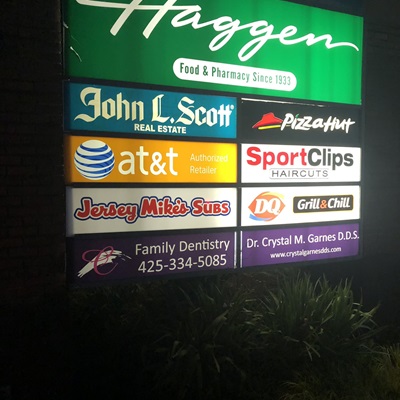 Haggen
Food & Pharmacy Since 1933
John L. Scott
REAL ESTATE
Pizza Hut
at&t
Authorized
Retailer
SportClips
HAIRCUTS
Jersey Mike's Subs
DQ
Grill & Chill
Family Dentistry
425-334-5085
Dr. Crystal M. Garnes D.D.S.
www.crystalgarnesdds.com